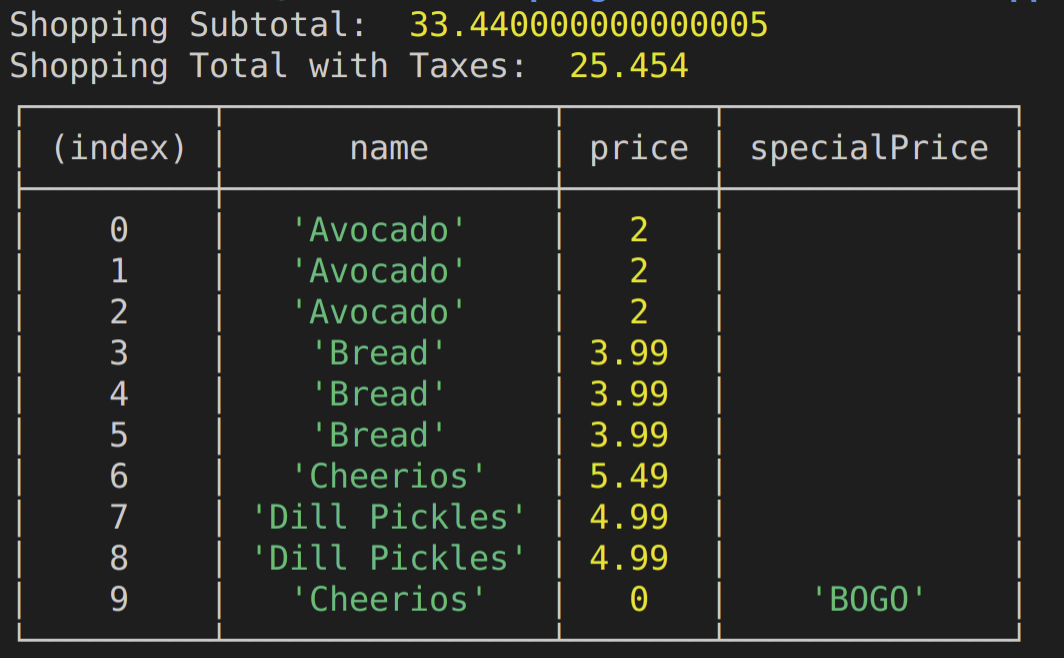 Shopping Subtotal: 33.440000000000005
Shopping Total with Taxes: 25.454
(index) name price specialPrice
0 'Avocado' 2
1 'Avocado' 2
2 'Avocado' 2
3 'Bread' 3.99
4 'Bread' 3.99
5 'Bread' 3.99
6 'Cheerios' 5.49
7 'Dill Pickles' 4.99
8 'Dill Pickles' 4.99
9 'Cheerios' 0 'BOGO'